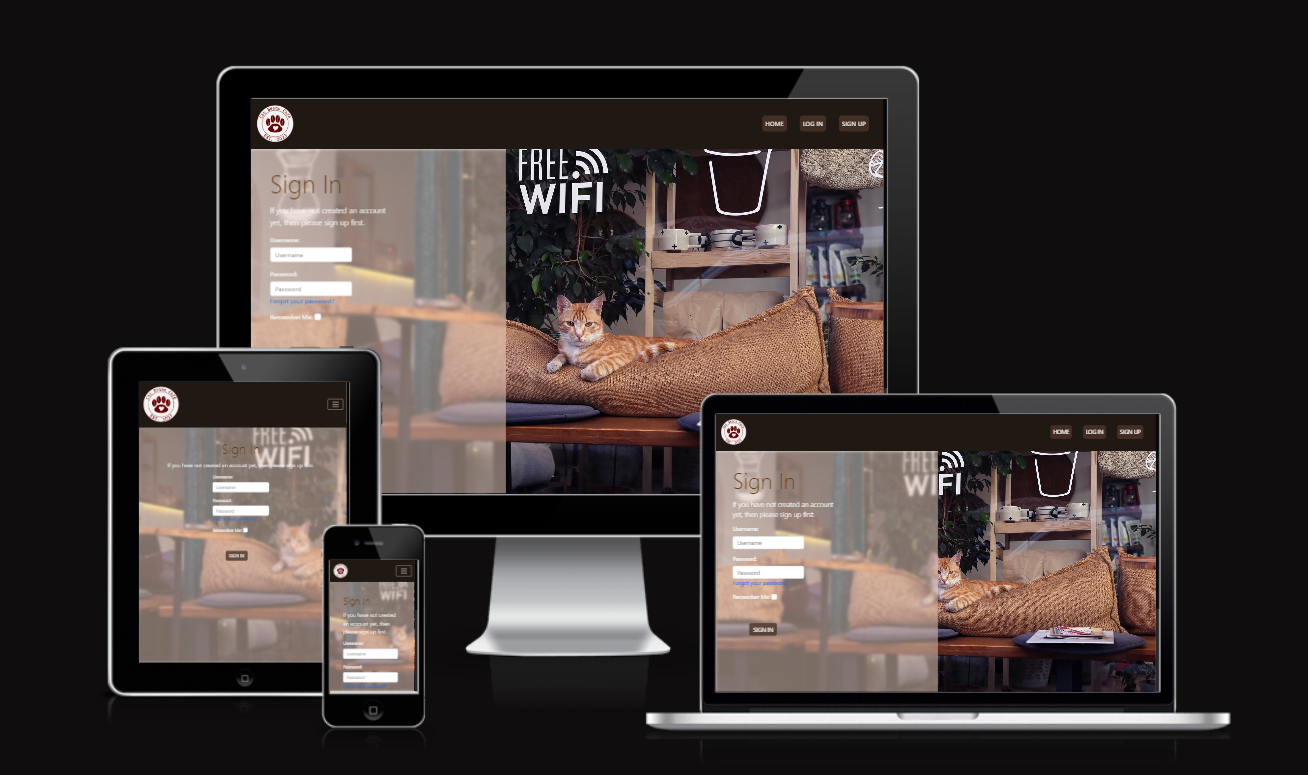 HOME LOG IN SIGN UP
Sign In
If you have not created an account
yet, then please sign up first.
Username:
Username
Password:
Password
Forgot your password?
Remember Me:
FREE
WIFI
Sign In
If you have not created an account yet, then please sign up first.
Username:
Username
Password:
Password
Remember Me:
SIGN IN
FREE
WIFI
Sign In
If you have not created
an account yet, then
please sign up first.
Username:
Username
Password:
Password
WIFI
HOME LOG IN SIGN UP
Sign In
If you have not created an account
yet, then please sign up first.
Username:
Username
Password:
Password
Forgot your password?
Remember Me:
SIGN IN
FREE
WIFI